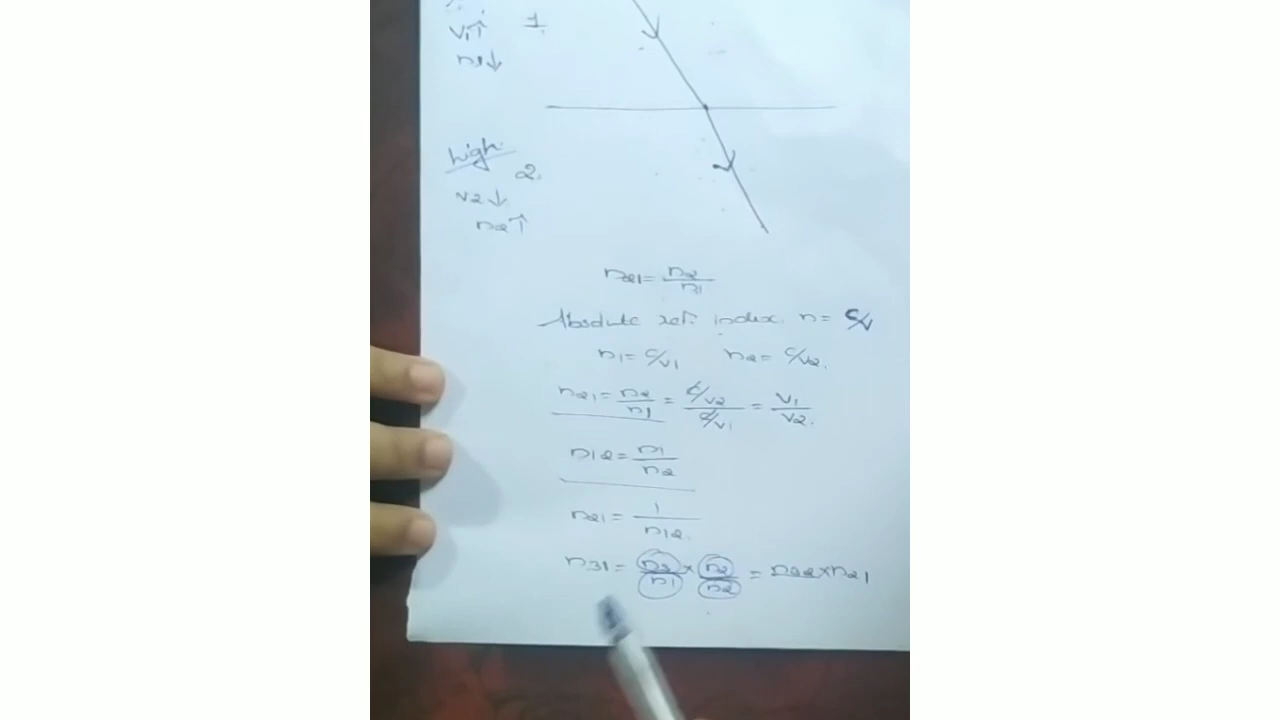 V1↑ 1.
n1↓
high 2.
v2↓
n2↑
n21 = n2/n1
Absolute ref. index n = c/v
n1 = c/v1 n2 = c/v2.
n21 = n2/n1 = c/v2 / c/v1 = v1/v2.
n12 = n1/n2
n21 = 1/n12.
n31 = n3/n1 × n2/n2 = n32×n21